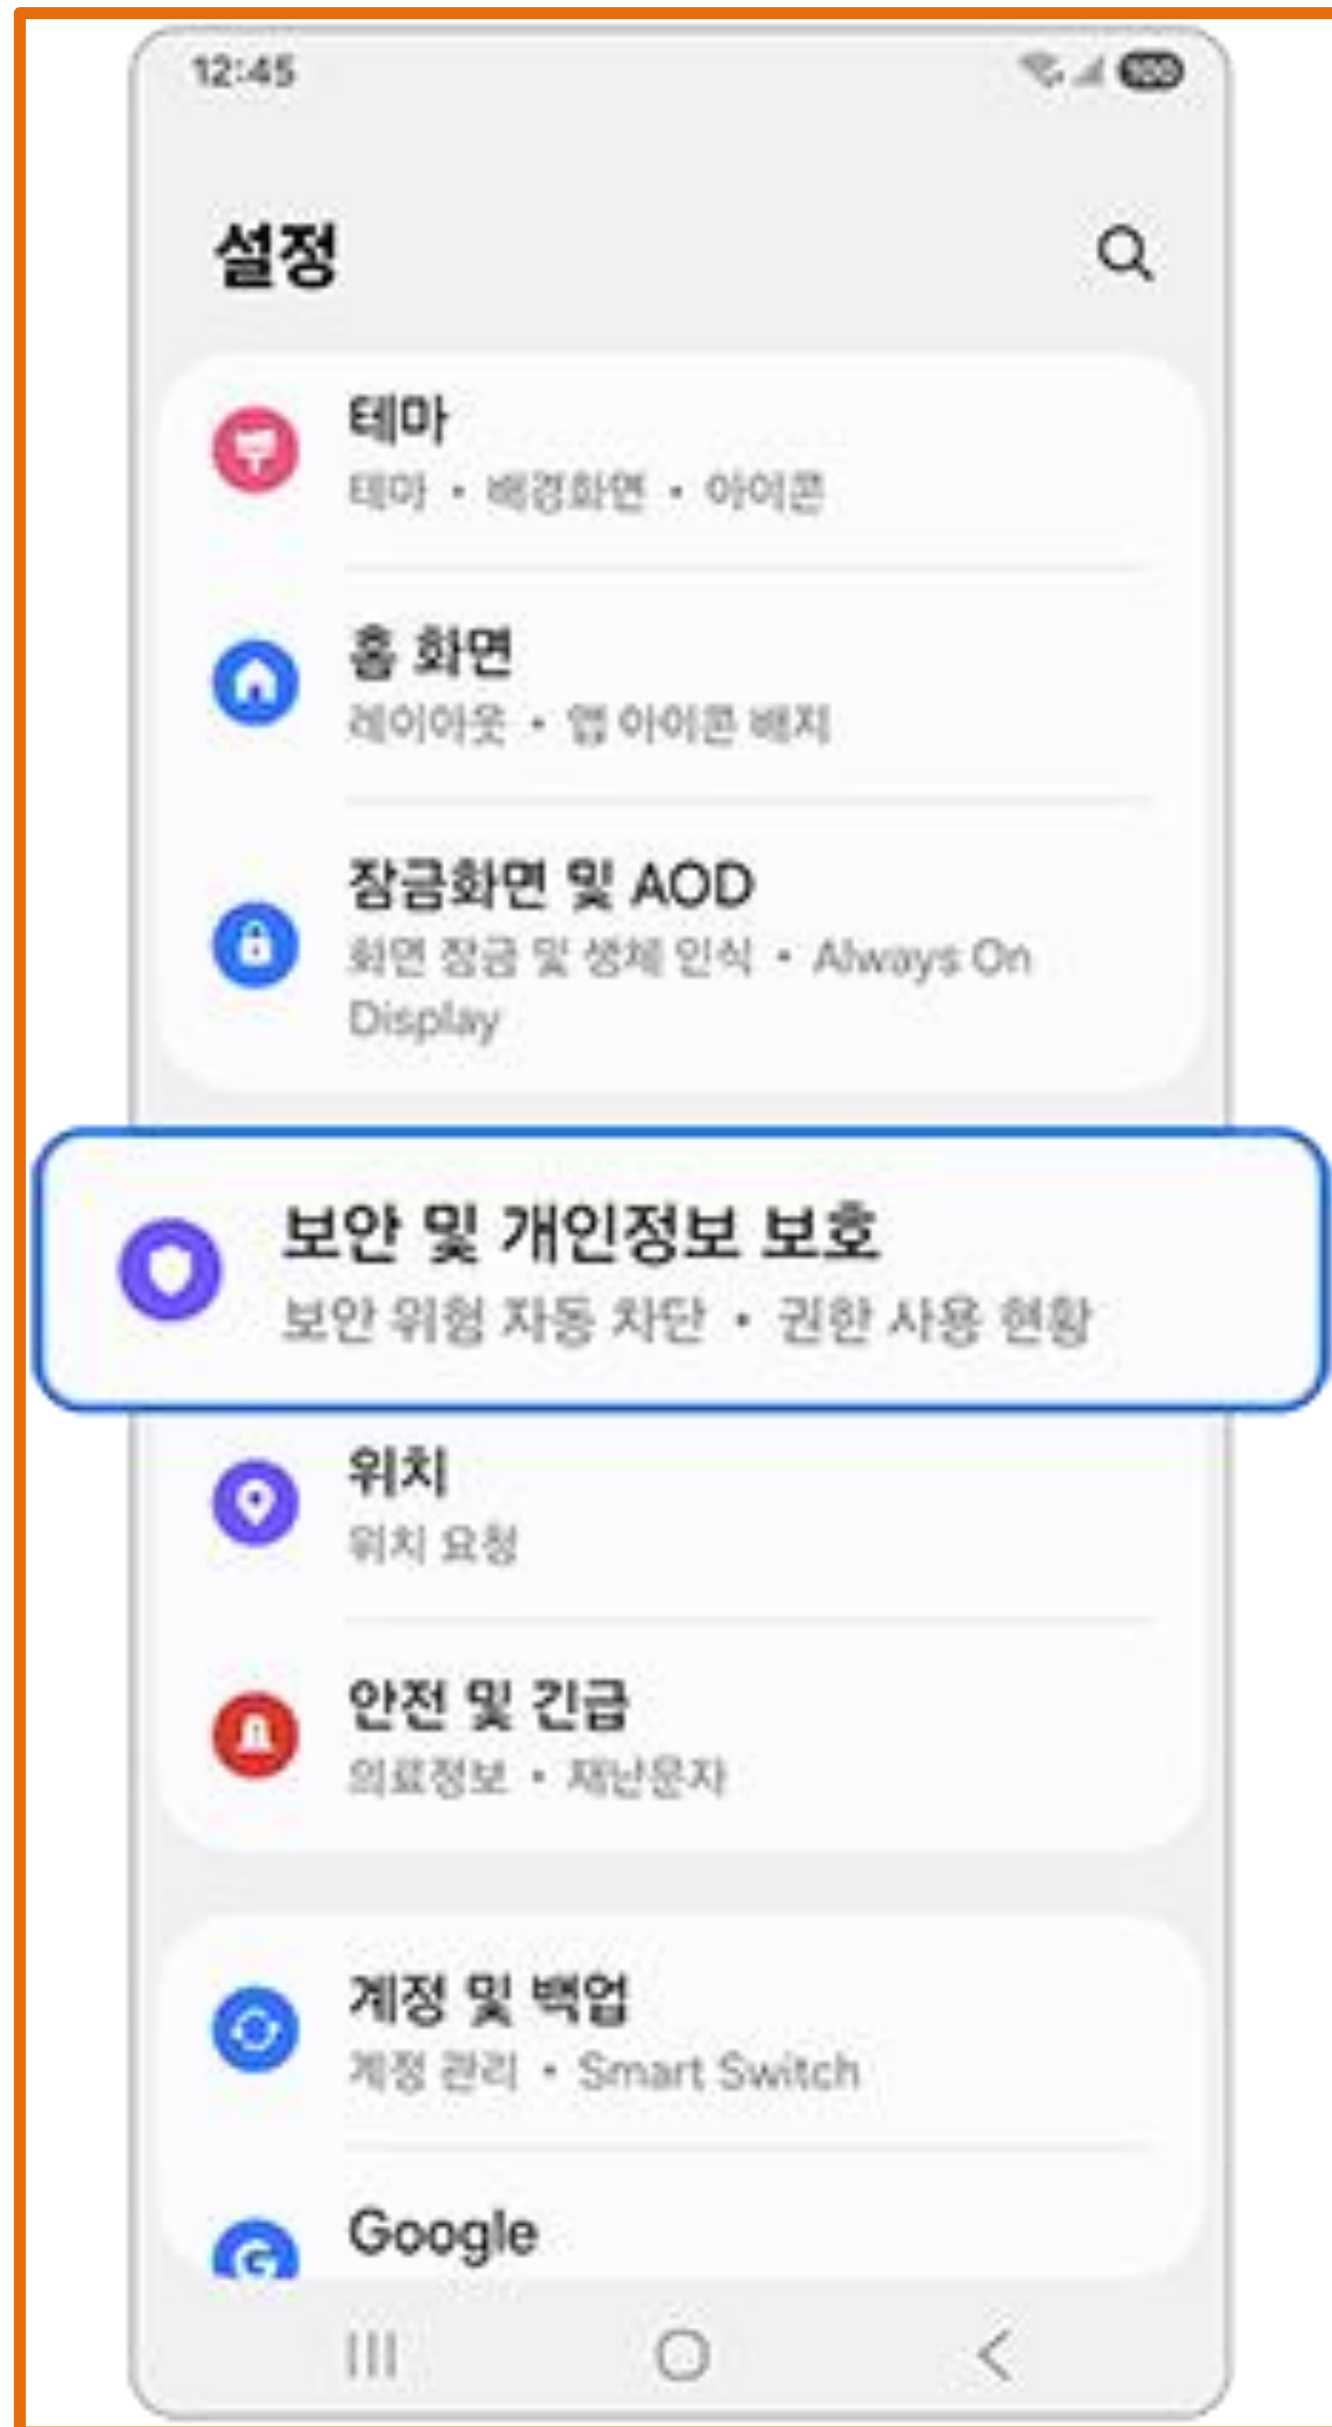 12:45
100
설정
테마
테마 • 배경화면 • 아이콘
홈 화면
레이아웃 • 앱 아이콘 배지
잠금화면 및 AOD
화면 잠금 및 생체 인식 • Always On
Display
보안 및 개인정보 보호
보안 위험 자동 차단 • 권한 사용 현황
위치
위치 요청
안전 및 긴급
의료정보 • 재난문자
계정 및 백업
계정 관리 • Smart Switch
Google